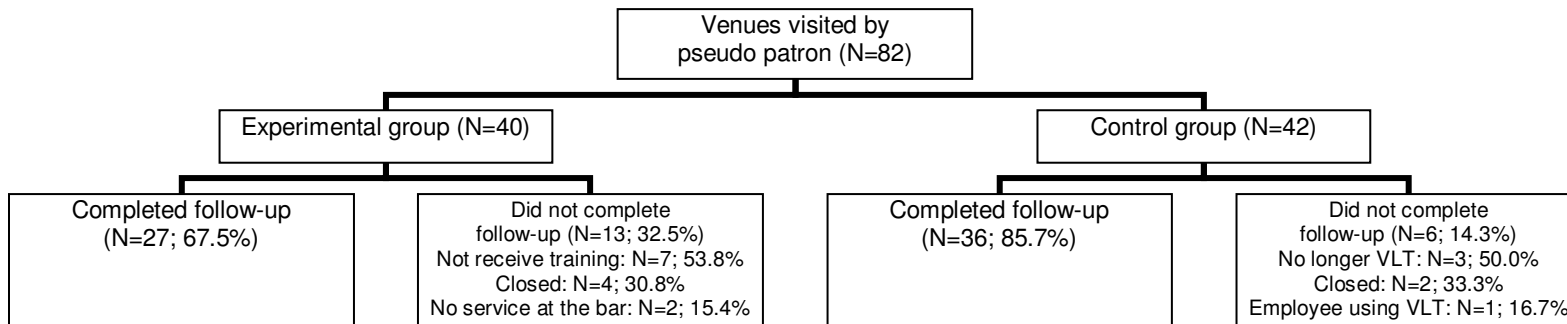 Venues visited by
pseudo patron (N=82)
Experimental group (N=40)
Control group (N=42)
Completed follow-up
(N=27; 67.5%)
Did not complete
follow-up (N=13; 32.5%)
Not receive training: N=7; 53.8%
Closed: N=4; 30.8%
No service at the bar: N=2; 15.4%
Completed follow-up
(N=36; 85.7%)
Did not complete
follow-up (N=6; 14.3%)
No longer VLT: N=3; 50.0%
Closed: N=2; 33.3%
Employee using VLT: N=1; 16.7%